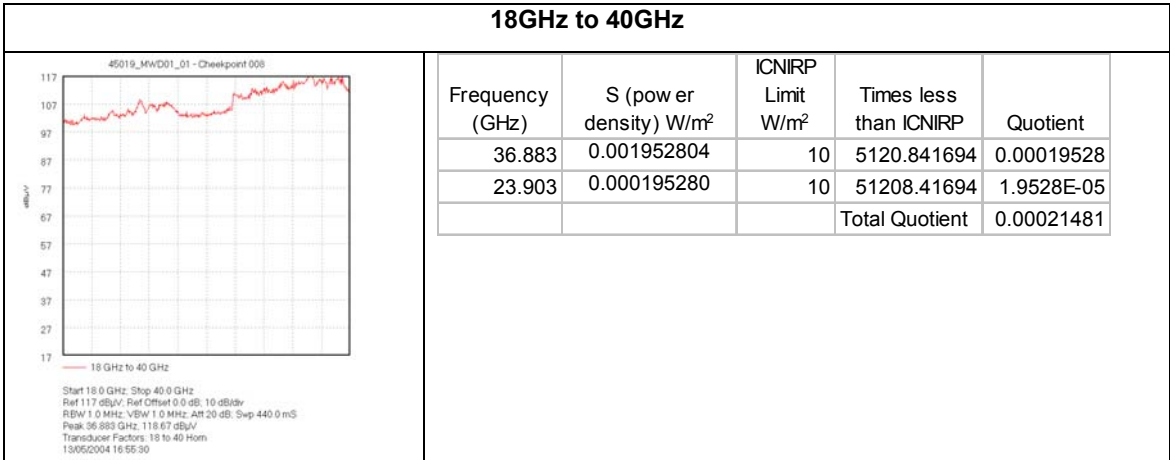 18GHz to 40GHz
45019_MWD01_01 - Cheekpoint 008
117
107
97
87
77
67
57
47
37
27
17
dBµV
18 GHz to 40 GHz
Start 18.0 GHz; Stop 40.0 GHz
Ref 117 dBµV; Ref Offset 0.0 dB; 10 dB/div
RBW 1.0 MHz; VBW 1.0 MHz; Att 20 dB; Swp 440.0 mS
Peak 36.883 GHz, 118.67 dBµV
Transducer Factors: 18 to 40 Horn
13/05/2004 16:55:30
Frequency (GHz) S (pow er density) W/m² ICNIRP Limit W/m² Times less than ICNIRP Quotient
36.883 0.001952804 10 5120.841694 0.00019528
23.903 0.000195280 10 51208.41694 1.9528E-05
Total Quotient 0.00021481